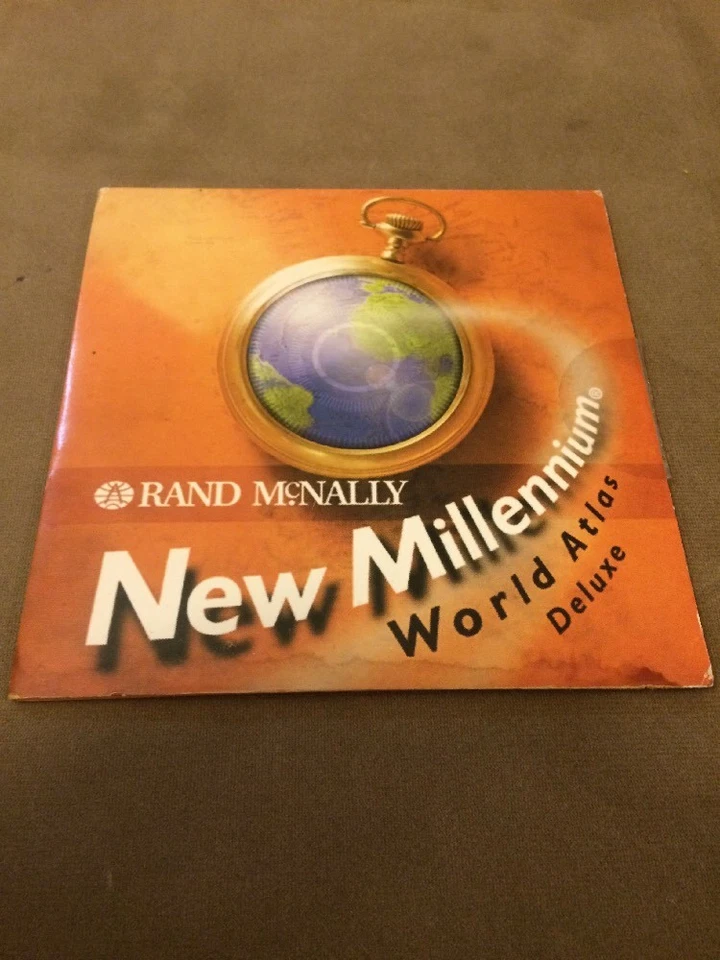 RAND McNALLY
New Millennium®
World Atlas
Deluxe